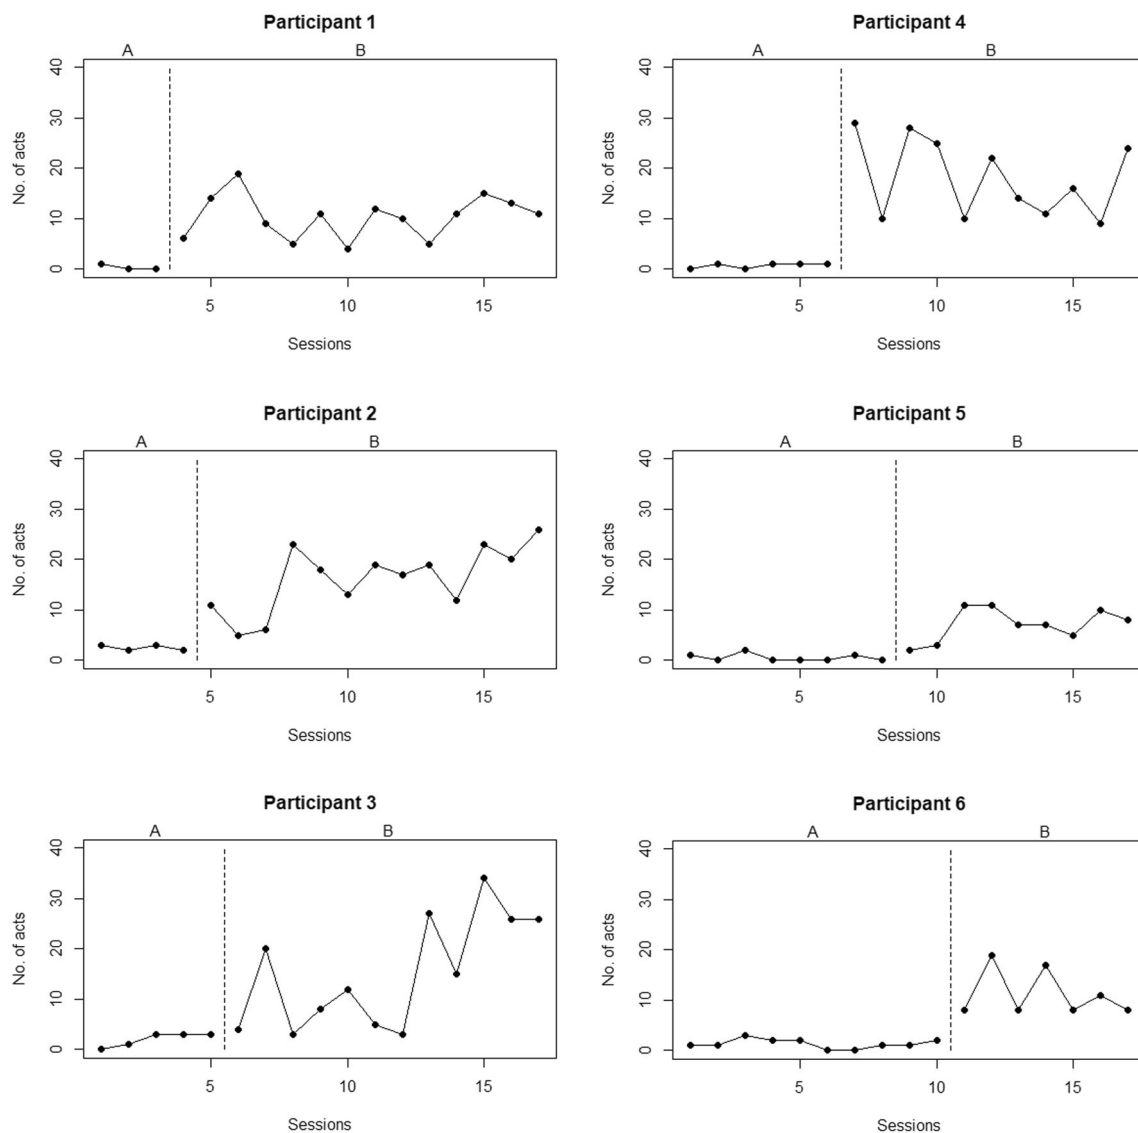 Participant 1
A B
No. of acts
0 10 20 30 40
5 10 15
Sessions
Participant 2
A B
No. of acts
0 10 20 30 40
5 10 15
Sessions
Participant 3
A B
No. of acts
0 10 20 30 40
5 10 15
Sessions
Participant 4
A B
No. of acts
0 10 20 30 40
5 10 15
Sessions
Participant 5
A B
No. of acts
0 10 20 30 40
5 10 15
Sessions
Participant 6
A B
No. of acts
0 10 20 30 40
5 10 15
Sessions